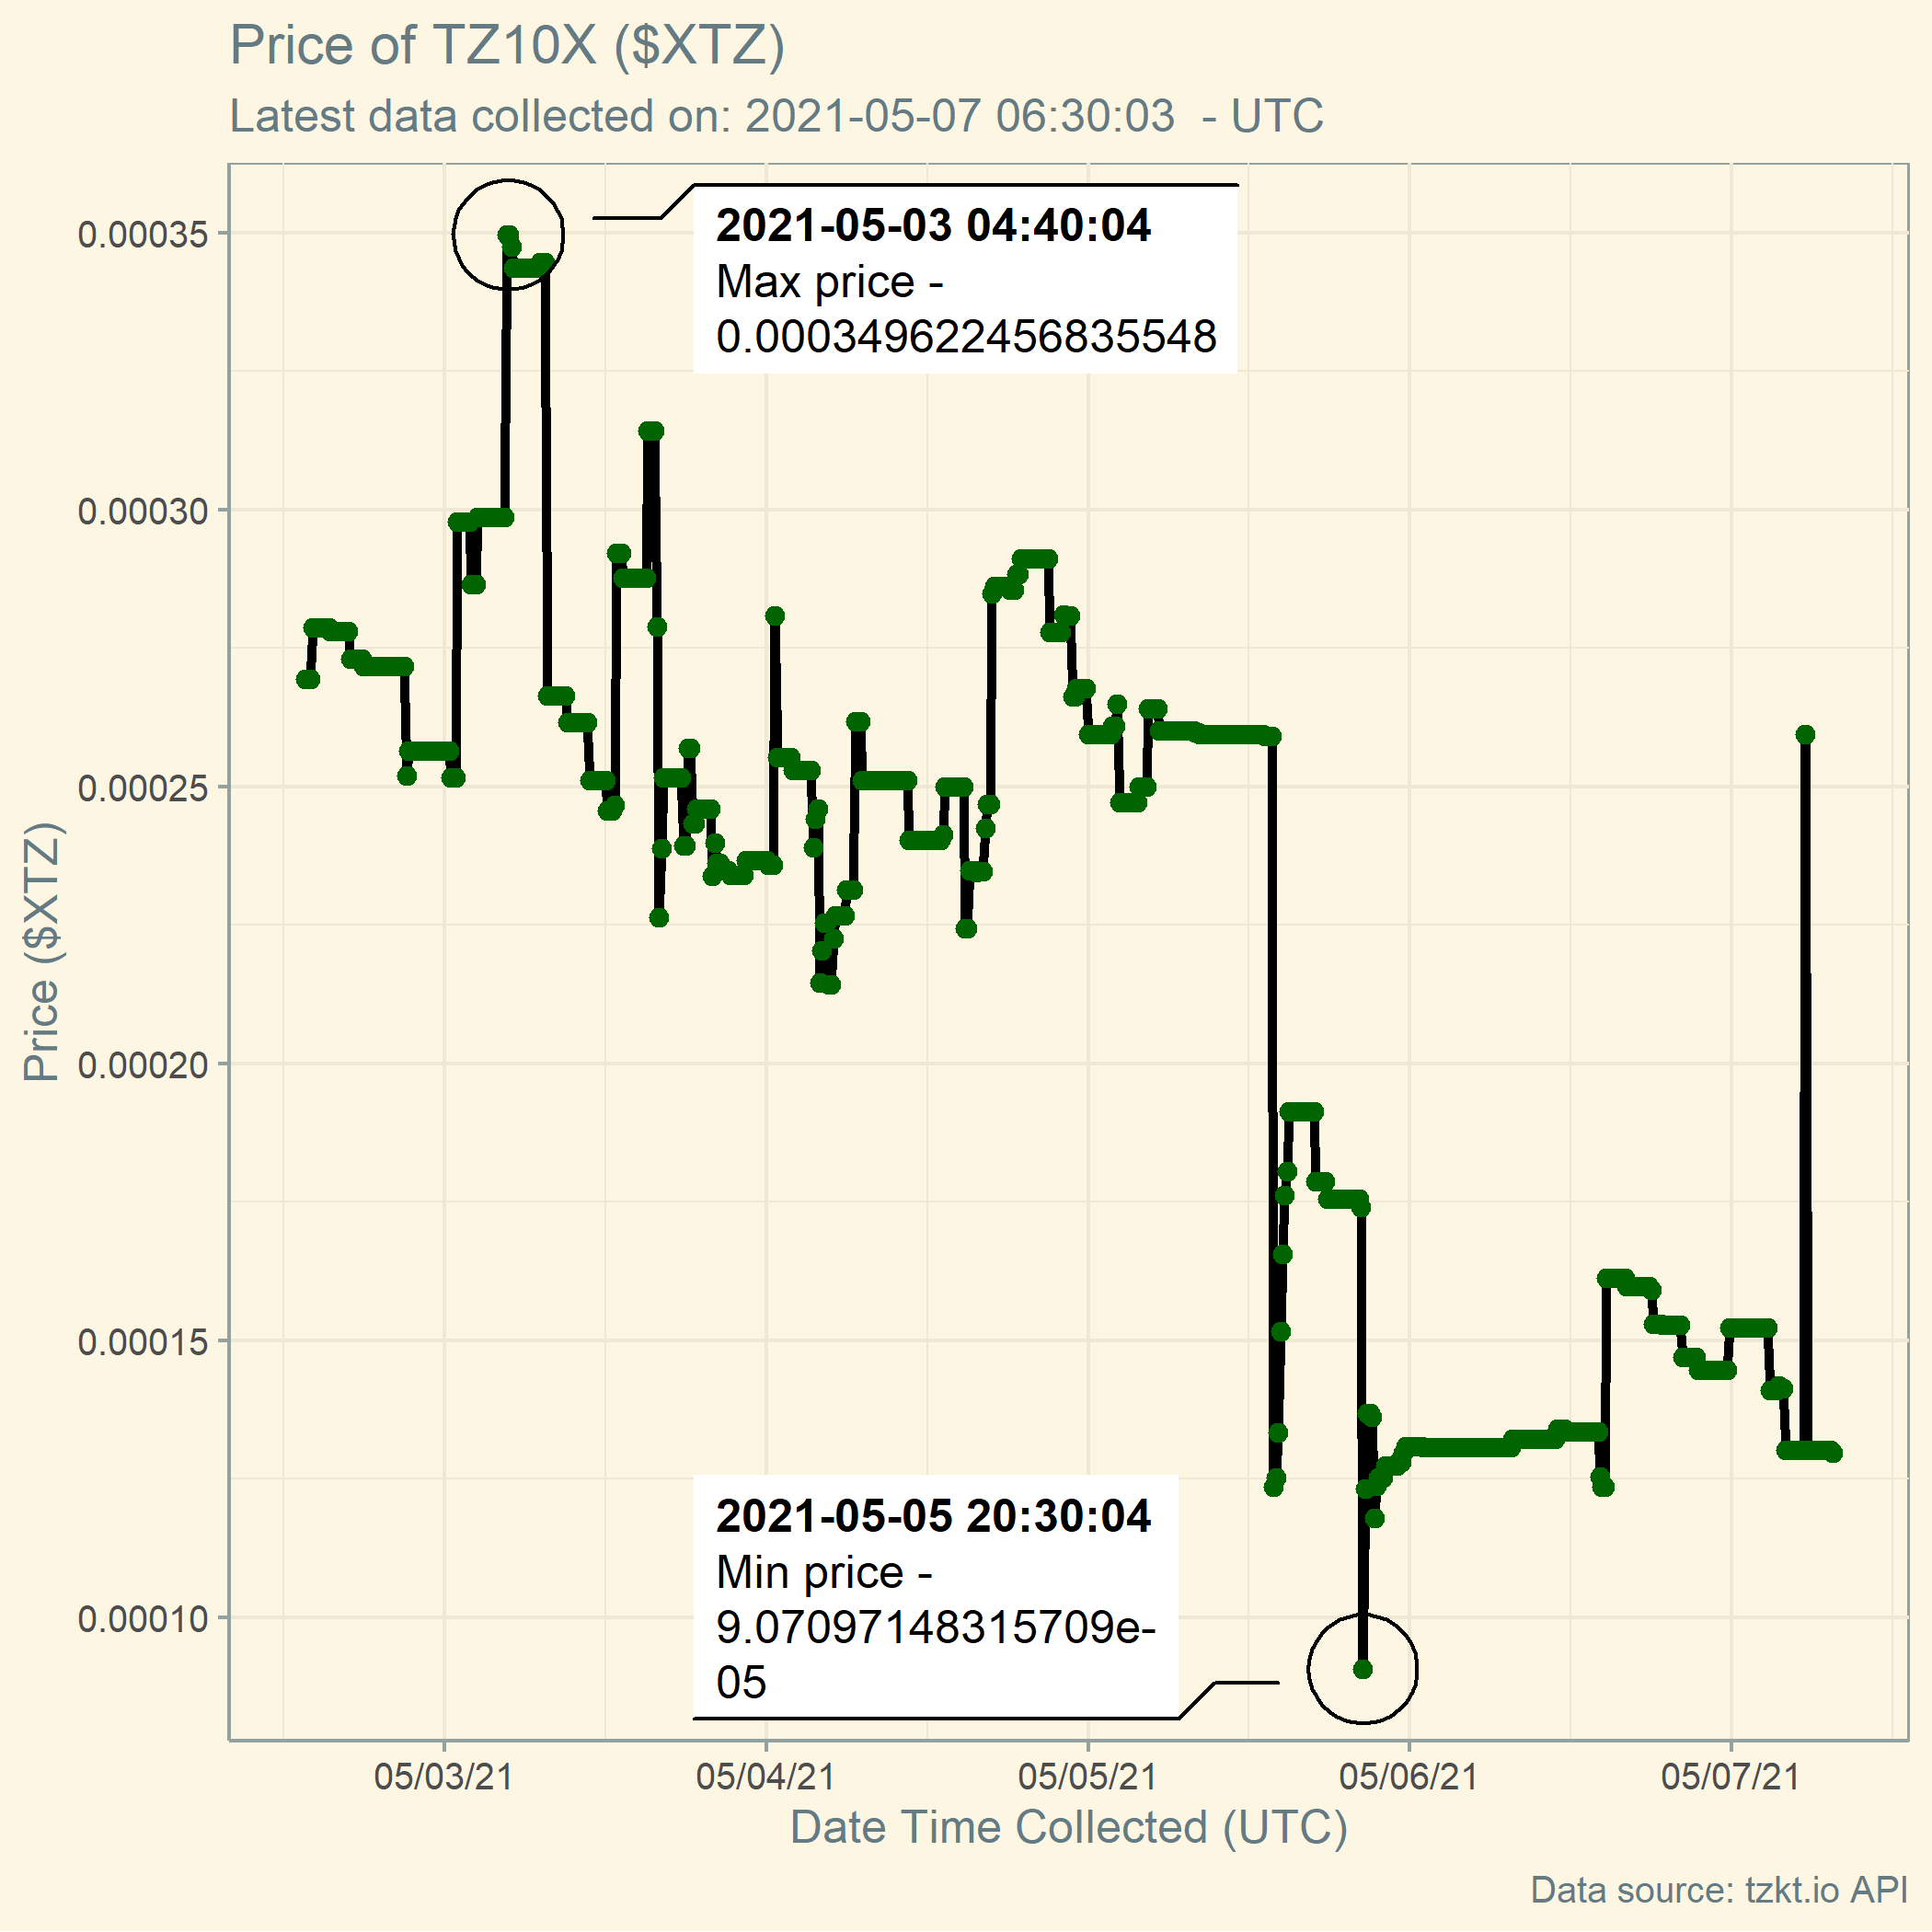 Price of TZ10X ($XTZ)
Latest data collected on: 2021-05-07 06:30:03  - UTC
2021-05-03 04:40:04
Max price -
0.000349622456835548
0.00035
0.00030
0.00025
0.00020
0.00015
0.00010
Price ($XTZ)
2021-05-05 20:30:04
Min price -
9.07097148315709e-
05
05/03/21
05/04/21
05/05/21
05/06/21
05/07/21
Date Time Collected (UTC)
Data source: tzkt.io API